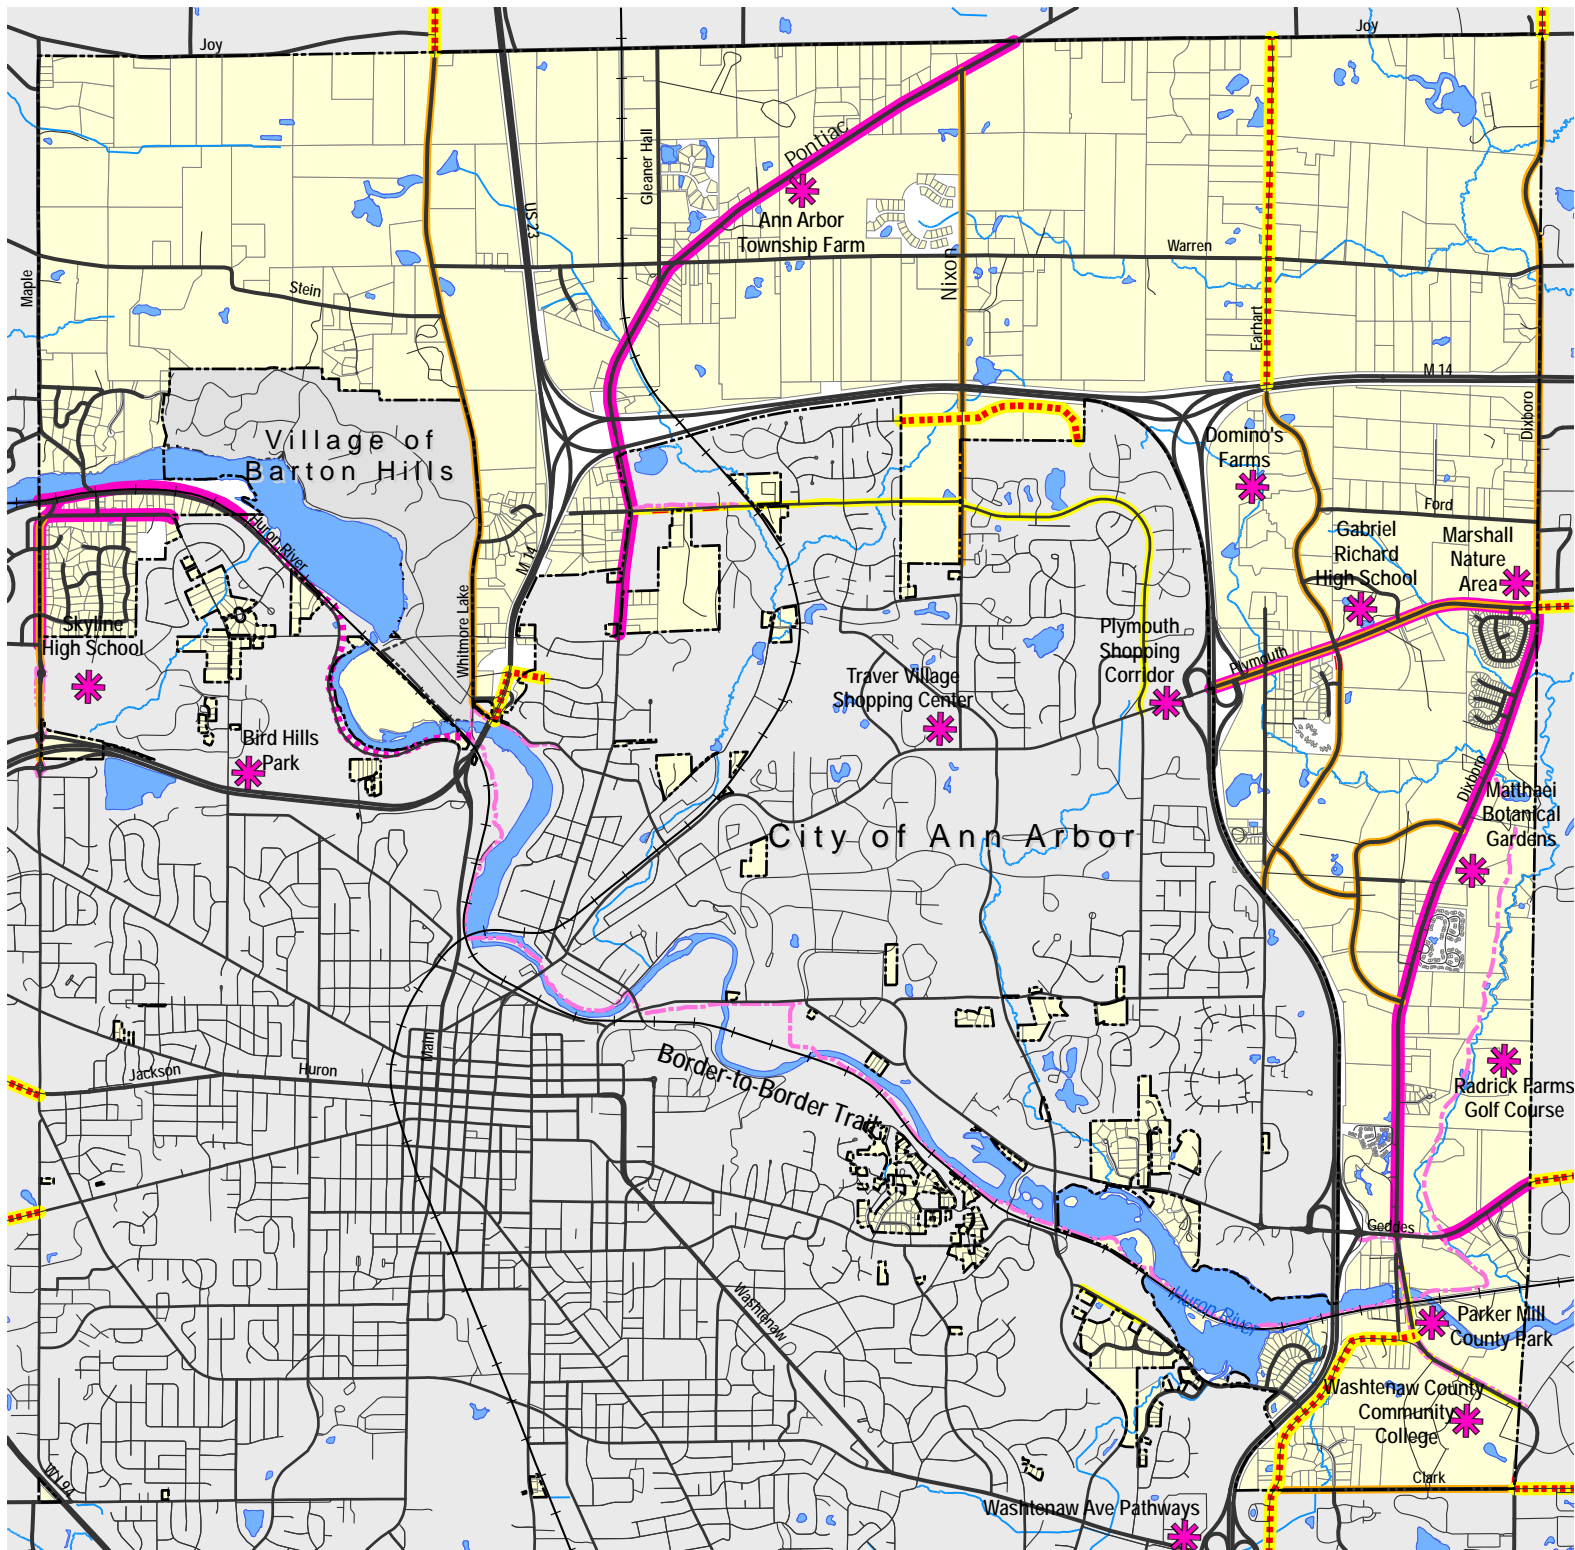 Joy
Joy
Gleaner Hall
Pontiac
US 23
Ann Arbor
Township Farm
Warren
Nixon
Maple
Stein
Earhart
M 14
Dixboro
Village of
Barton Hills
Domino's
Farms
Ford
Gabriel
Richard
High School
Marshall
Nature
Area
Huron River
M 14
Whitmore Lake
Skyline
High School
Plymouth
Shopping
Corridor
Plymouth
Traver Village
Shopping Center
Bird Hills
Park
Dixboro
Matthaei
Botanical
Gardens
City of Ann Arbor
Main
Jackson
Huron
Border-to-Border Trail
Radrick Farms
Golf Course
Geddes
Washtenaw
Huron River
Parker Mill
County Park
Washtenaw County
Community
College
W I 94
Clark
Washtenaw Ave Pathways